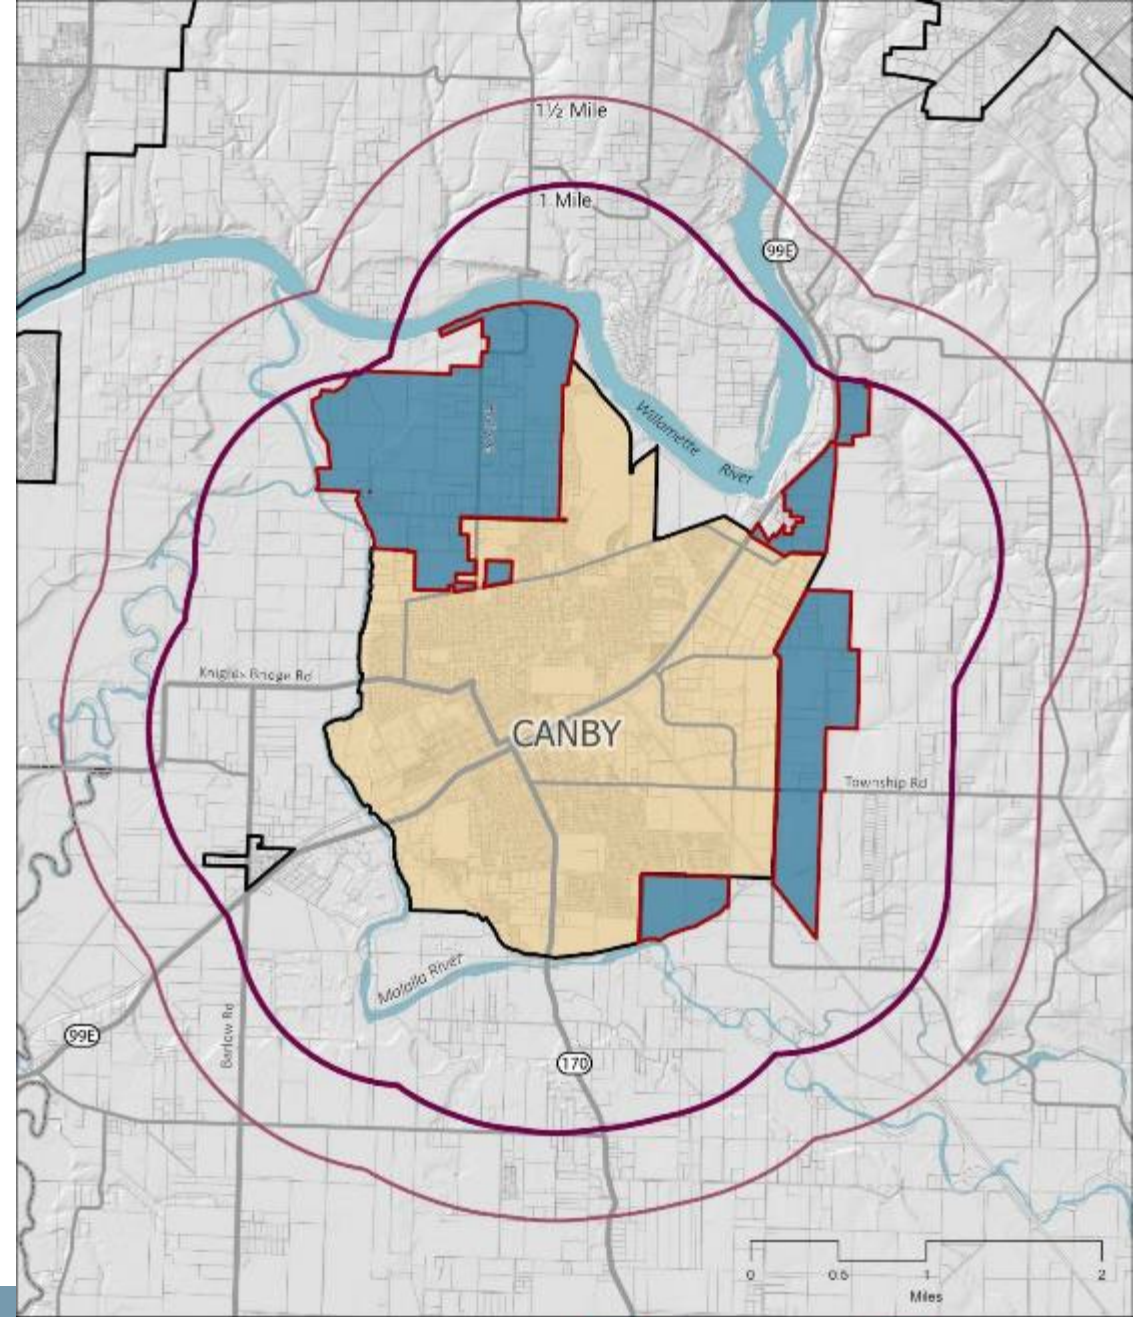 1½ Mile
1 Mile
99E
Willamette
River
Knights Bridge Rd
CANBY
Township Rd
Molalla River
Barlow Rd
99E
170
0 0.5 1 2
Miles